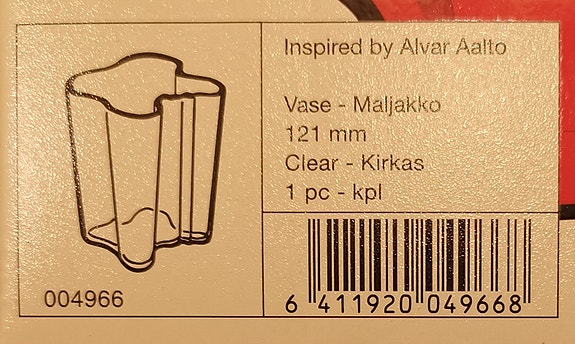 Inspired by Alvar Aalto
Vase - Maljakko
121 mm
Clear - Kirkas
1 pc - kpl
004966
6 411920 049668